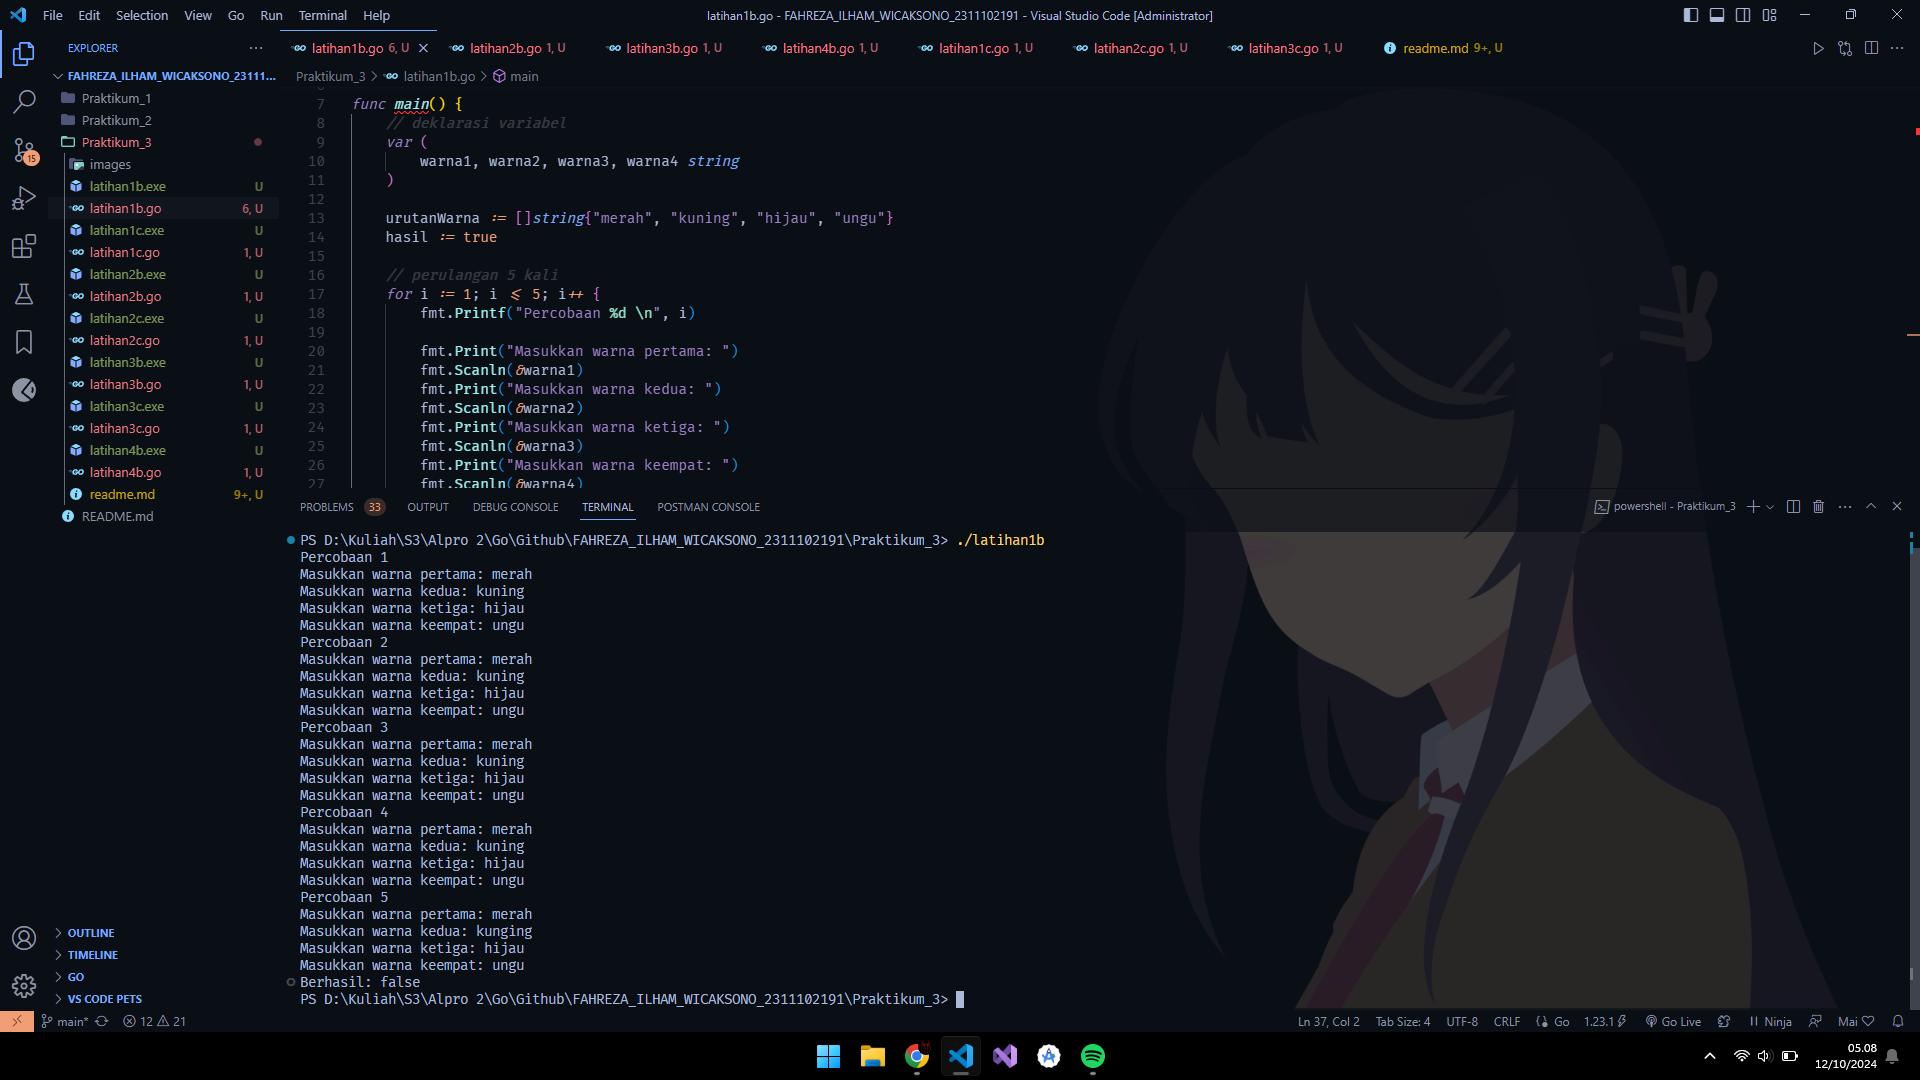 File Edit Selection View Go Run Terminal Help
latihan1b.go - FAHREZA_ILHAM_WICAKSONO_2311102191 - Visual Studio Code [Administrator]
EXPLORER
latihan1b.go 6, U
latihan2b.go 1, U
latihan3b.go 1, U
latihan4b.go 1, U
latihan1c.go 1, U
latihan2c.go 1, U
latihan3c.go 1, U
readme.md 9+, U
FAHREZA_ILHAM_WICAKSONO_23111...
Praktikum_3 > latihan1b.go > main
Praktikum_1
Praktikum_2
Praktikum_3
images
latihan1b.exe U
latihan1b.go 6, U
latihan1c.exe U
latihan1c.go 1, U
latihan2b.exe U
latihan2b.go 1, U
latihan2c.exe U
latihan2c.go 1, U
latihan3b.exe U
latihan3b.go 1, U
latihan3c.exe U
latihan3c.go 1, U
latihan4b.exe U
latihan4b.go 1, U
readme.md 9+, U
README.md
15
OUTLINE
TIMELINE
GO
VS CODE PETS
7 func main() {
8 // deklarasi variabel
9 var (
10 warna1, warna2, warna3, warna4 string
11 )
12
13 urutanWarna := []string{"merah", "kuning", "hijau", "ungu"}
14 hasil := true
15
16 // perulangan 5 kali
17 for i := 1; i <= 5; i++ {
18 fmt.Printf("Percobaan %d \n", i)
19
20 fmt.Print("Masukkan warna pertama: ")
21 fmt.Scanln(&warna1)
22 fmt.Print("Masukkan warna kedua: ")
23 fmt.Scanln(&warna2)
24 fmt.Print("Masukkan warna ketiga: ")
25 fmt.Scanln(&warna3)
26 fmt.Print("Masukkan warna keempat: ")
27 fmt.Scanln(&warna4)
PROBLEMS 33 OUTPUT DEBUG CONSOLE TERMINAL POSTMAN CONSOLE
powershell - Praktikum_3
PS D:\Kuliah\S3\Alpro 2\Go\Github\FAHREZA_ILHAM_WICAKSONO_2311102191\Praktikum_3> ./latihan1b
Percobaan 1
Masukkan warna pertama: merah
Masukkan warna kedua: kuning
Masukkan warna ketiga: hijau
Masukkan warna keempat: ungu
Percobaan 2
Masukkan warna pertama: merah
Masukkan warna kedua: kuning
Masukkan warna ketiga: hijau
Masukkan warna keempat: ungu
Percobaan 3
Masukkan warna pertama: merah
Masukkan warna kedua: kuning
Masukkan warna ketiga: hijau
Masukkan warna keempat: ungu
Percobaan 4
Masukkan warna pertama: merah
Masukkan warna kedua: kuning
Masukkan warna ketiga: hijau
Masukkan warna keempat: ungu
Percobaan 5
Masukkan warna pertama: merah
Masukkan warna kedua: kunging
Masukkan warna ketiga: hijau
Masukkan warna keempat: ungu
Berhasil: false
PS D:\Kuliah\S3\Alpro 2\Go\Github\FAHREZA_ILHAM_WICAKSONO_2311102191\Praktikum_3>
main* 12 21
Ln 37, Col 2 Tab Size: 4 UTF-8 CRLF Go 1.23.1 Go Live Ninja Mai
05.08
12/10/2024